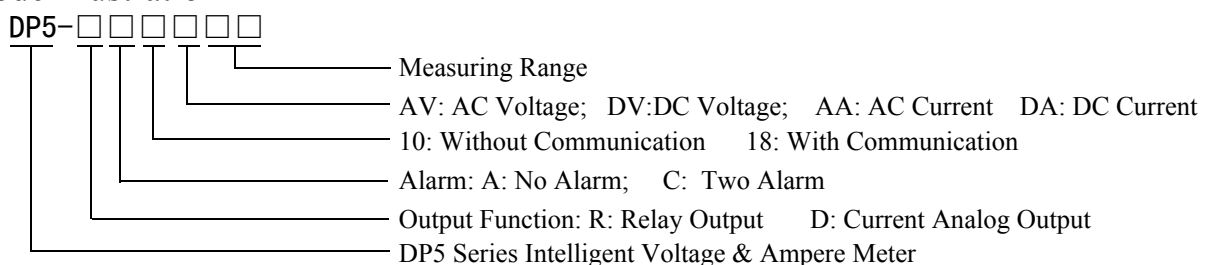 DP5-□□□□□□
Measuring Range
AV: AC Voltage; DV:DC Voltage; AA: AC Current DA: DC Current
10: Without Communication 18: With Communication
Alarm: A: No Alarm; C: Two Alarm
Output Function: R: Relay Output D: Current Analog Output
DP5 Series Intelligent Voltage & Ampere Meter